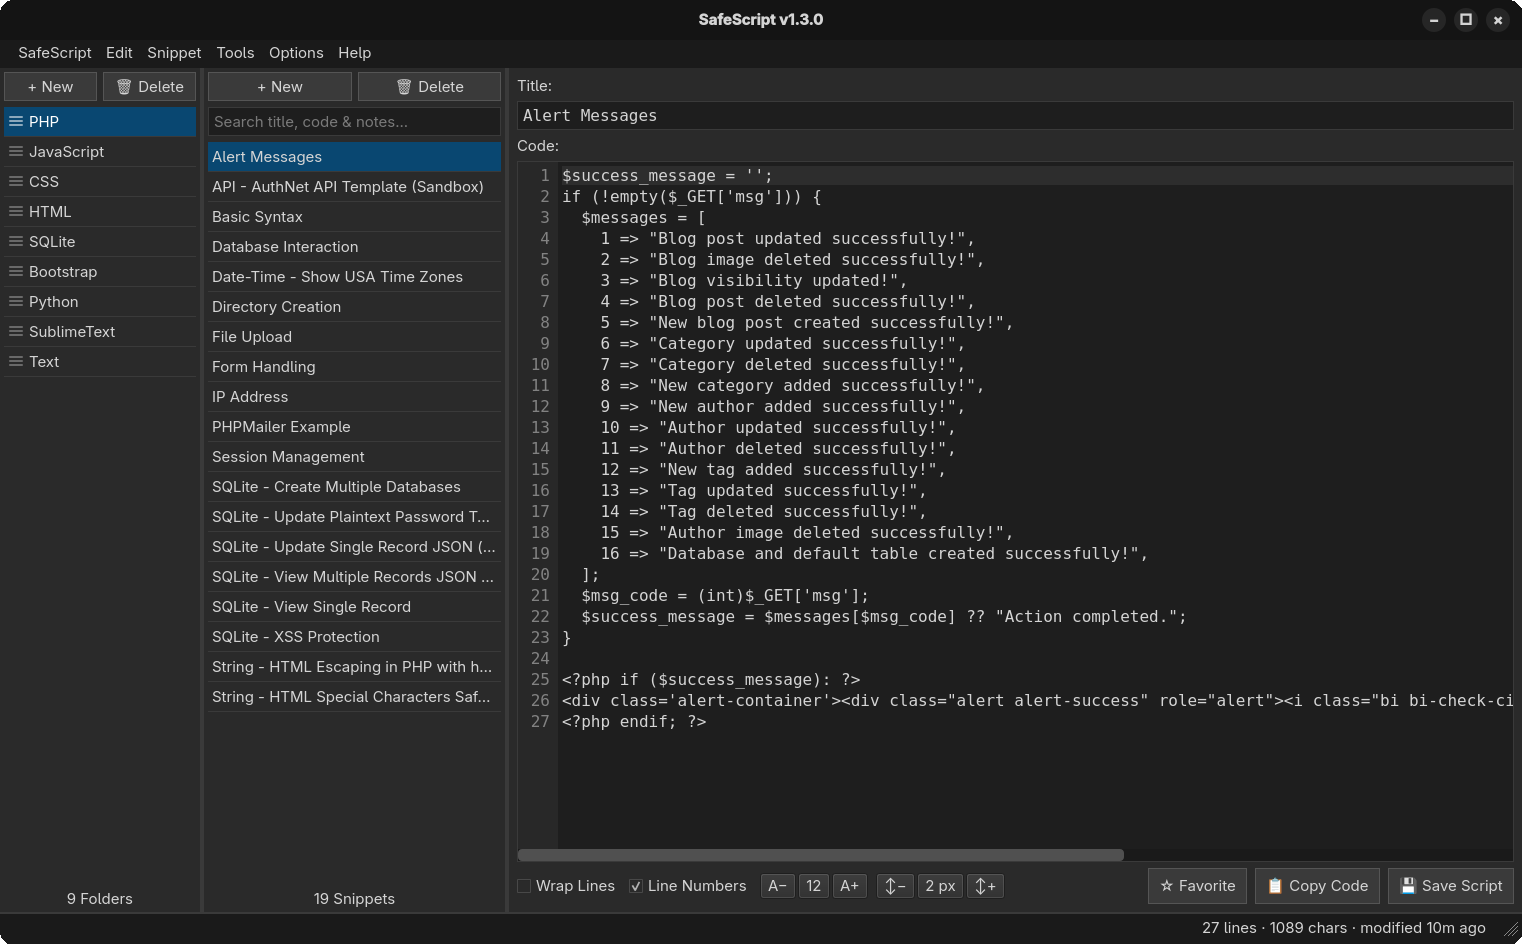 SafeScript v1.3.0
SafeScript Edit Snippet Tools Options Help
+ New 🗑 Delete
PHP
JavaScript
CSS
HTML
SQLite
Bootstrap
Python
SublimeText
Text
9 Folders
+ New 🗑 Delete
Search title, code & notes...
Alert Messages
API - AuthNet API Template (Sandbox)
Basic Syntax
Database Interaction
Date-Time - Show USA Time Zones
Directory Creation
File Upload
Form Handling
IP Address
PHPMailer Example
Session Management
SQLite - Create Multiple Databases
SQLite - Update Plaintext Password T...
SQLite - Update Single Record JSON (...
SQLite - View Multiple Records JSON ...
SQLite - View Single Record
SQLite - XSS Protection
String - HTML Escaping in PHP with h...
String - HTML Special Characters Saf...
19 Snippets
Title:
Alert Messages
Code:
1 $success_message = '';
2 if (!empty($_GET['msg'])) {
3   $messages = [
4     1 => "Blog post updated successfully!",
5     2 => "Blog image deleted successfully!",
6     3 => "Blog visibility updated!",
7     4 => "Blog post deleted successfully!",
8     5 => "New blog post created successfully!",
9     6 => "Category updated successfully!",
10     7 => "Category deleted successfully!",
11     8 => "New category added successfully!",
12     9 => "New author added successfully!",
13     10 => "Author updated successfully!",
14     11 => "Author deleted successfully!",
15     12 => "New tag added successfully!",
16     13 => "Tag updated successfully!",
17     14 => "Tag deleted successfully!",
18     15 => "Author image deleted successfully!",
19     16 => "Database and default table created successfully!",
20   ];
21   $msg_code = (int)$_GET['msg'];
22   $success_message = $messages[$msg_code] ?? "Action completed.";
23 }
24
25 <?php if ($success_message): ?>
26 <div class='alert-container'><div class="alert alert-success" role="alert"><i class="bi bi-check-ci
27 <?php endif; ?>
Wrap Lines Line Numbers A− 12 A+ ↕− 2 px ↕+ ☆ Favorite 📋 Copy Code 💾 Save Script
27 lines · 1089 chars · modified 10m ago